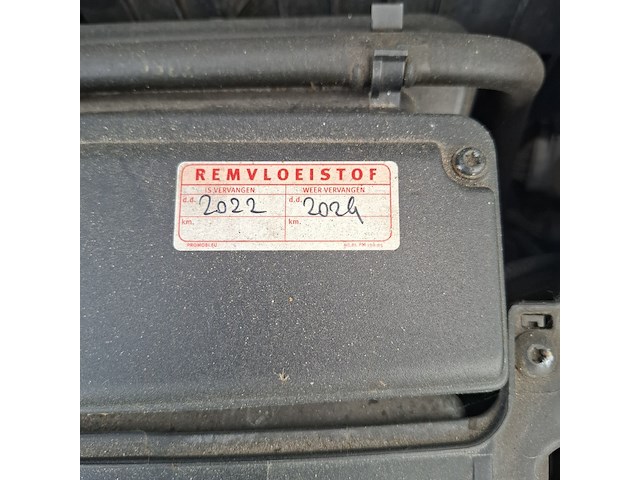 REMVLOEISTOF
IS VERVANGEN WEER VERVANGEN
d.d. 2022 d.d. 2024
km. km.